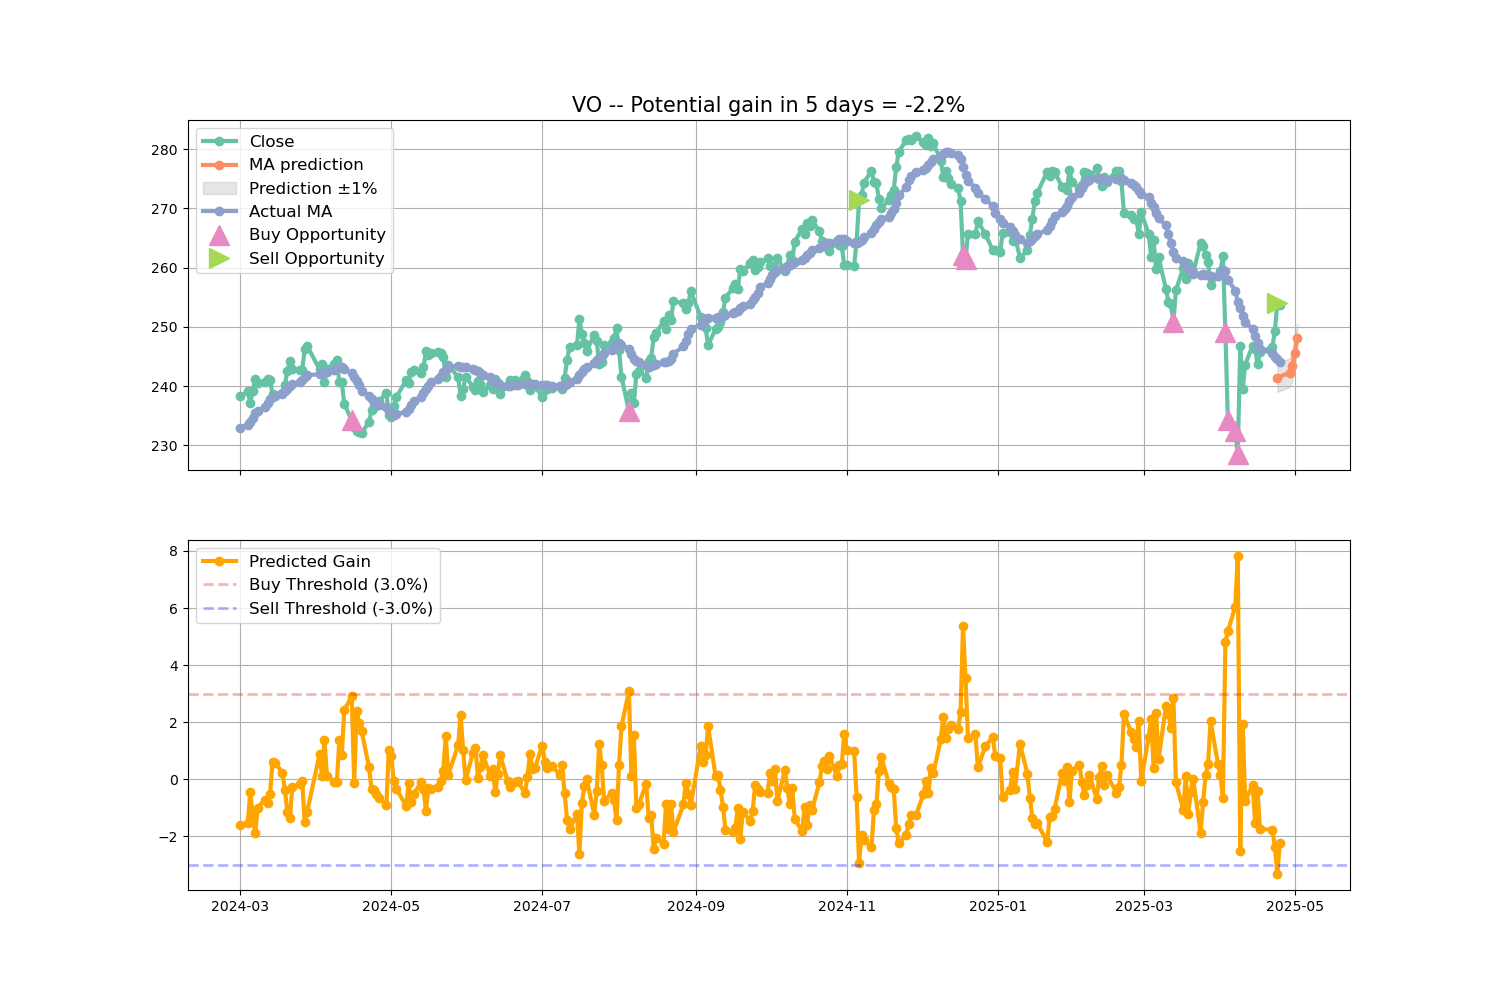 VO -- Potential gain in 5 days = -2.2%
Close
MA prediction
Prediction ±1%
Actual MA
Buy Opportunity
Sell Opportunity
280
270
260
250
240
230
Predicted Gain
Buy Threshold (3.0%)
Sell Threshold (-3.0%)
8
6
4
2
0
−2
2024-03 2024-05 2024-07 2024-09 2024-11 2025-01 2025-03 2025-05